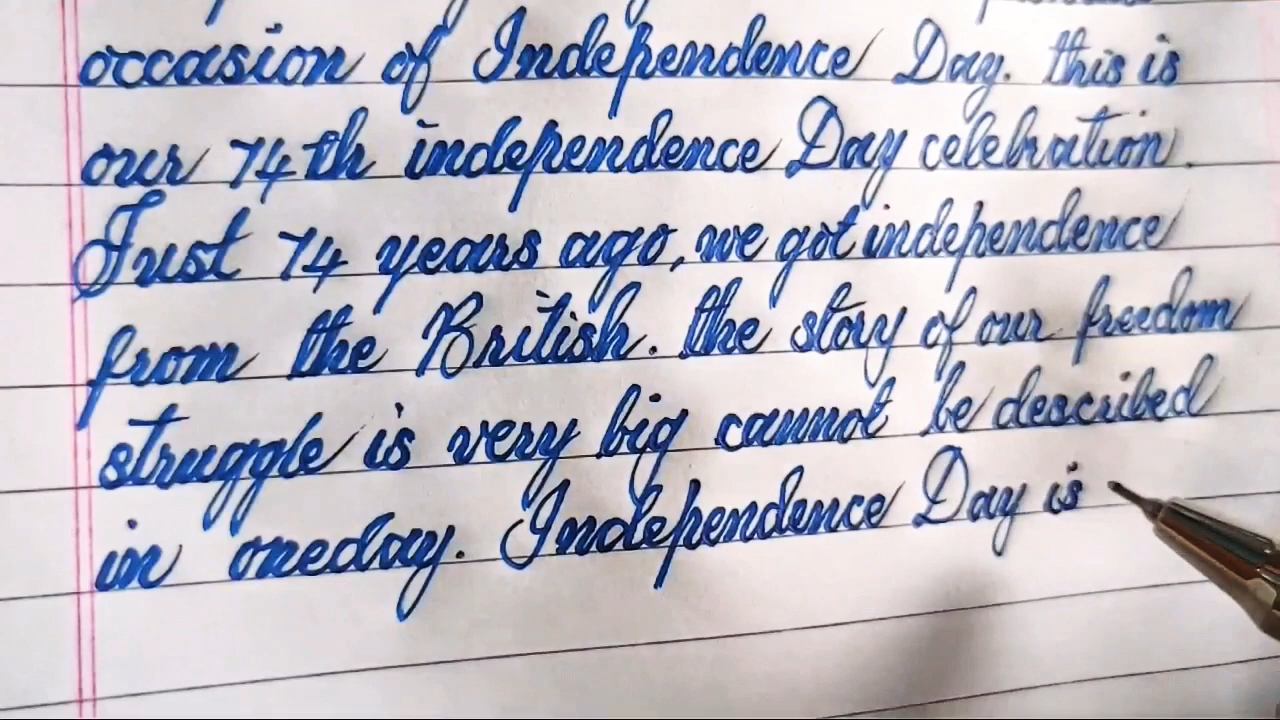 occasion of Independence Day. this is
our 74th independence Day celebration.
Just 74 years ago, we got independence
from the British. the story of our freedom
struggle is very big cannot be described
in oneday. Independence Day is